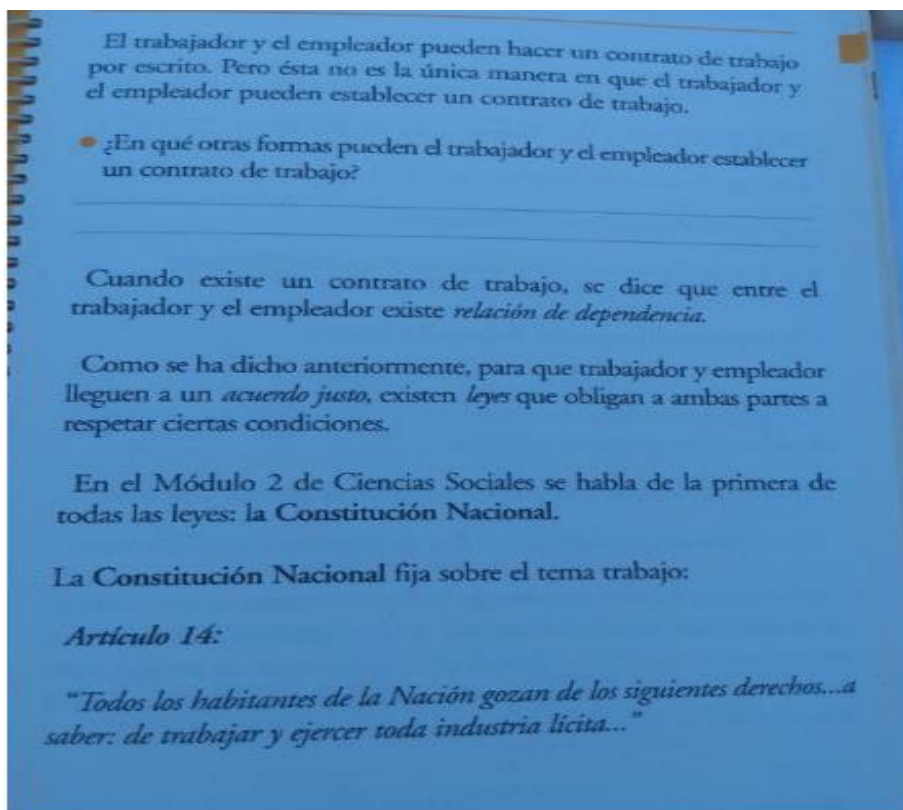 El trabajador y el empleador pueden hacer un contrato de trabajo
por escrito. Pero ésta no es la única manera en que el trabajador y
el empleador pueden establecer un contrato de trabajo.
¿En qué otras formas pueden el trabajador y el empleador establecer
un contrato de trabajo?
Cuando existe un contrato de trabajo, se dice que entre el
trabajador y el empleador existe relación de dependencia.
Como se ha dicho anteriormente, para que trabajador y empleador
lleguen a un acuerdo justo, existen leyes que obligan a ambas partes a
respetar ciertas condiciones.
En el Módulo 2 de Ciencias Sociales se habla de la primera de
todas las leyes: la Constitución Nacional.
La Constitución Nacional fija sobre el tema trabajo:
Artículo 14:
“Todos los habitantes de la Nación gozan de los siguientes derechos...a
saber: de trabajar y ejercer toda industria lícita...”